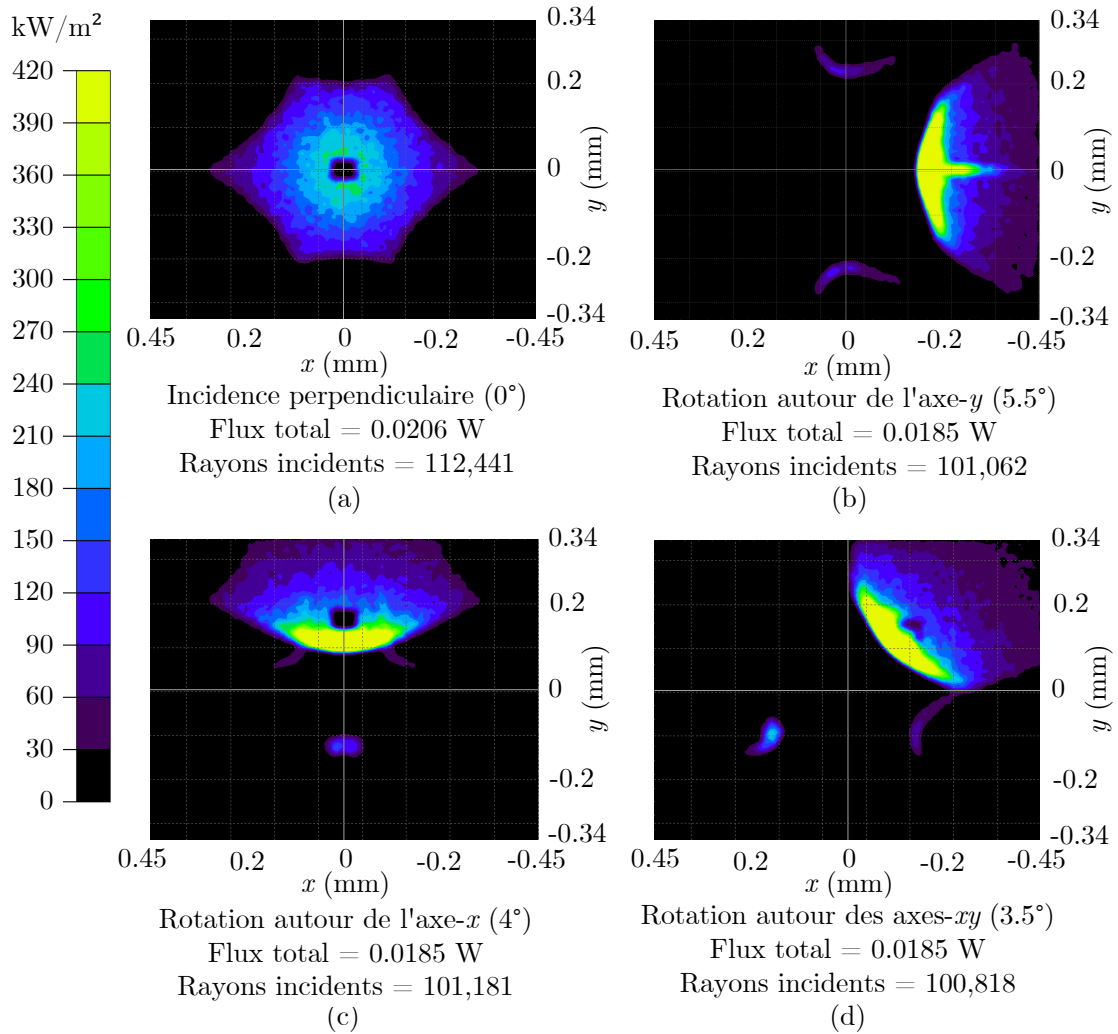 kW/m²
420
390
360
330
300
270
240
210
180
150
120
90
60
30
0
0.34
0.2
0
-0.2
-0.34
y (mm)
0.45
0.2
0
-0.2
-0.45
x (mm)
Incidence perpendiculaire (0°)
Flux total = 0.0206 W
Rayons incidents = 112,441
(a)
0.34
0.2
0
-0.2
-0.34
y (mm)
0.45
0.2
0
-0.2
-0.45
x (mm)
Rotation autour de l'axe-y (5.5°)
Flux total = 0.0185 W
Rayons incidents = 101,062
(b)
0.34
0.2
0
-0.2
-0.34
y (mm)
0.45
0.2
0
-0.2
-0.45
x (mm)
Rotation autour de l'axe-x (4°)
Flux total = 0.0185 W
Rayons incidents = 101,181
(c)
0.34
0.2
0
-0.2
-0.34
y (mm)
0.45
0.2
0
-0.2
-0.45
x (mm)
Rotation autour des axes-xy (3.5°)
Flux total = 0.0185 W
Rayons incidents = 100,818
(d)